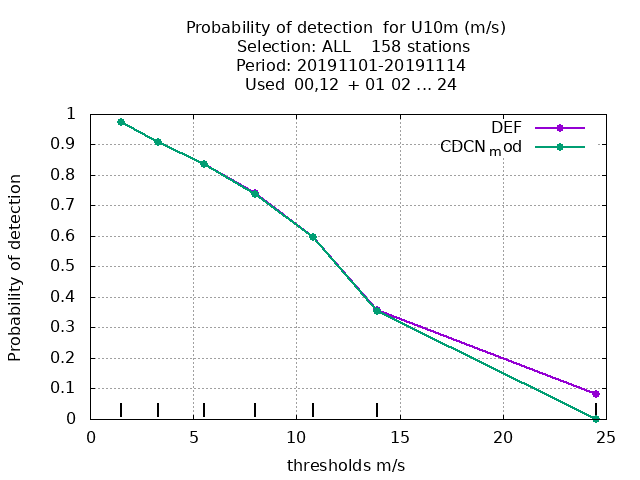 Probability of detection  for U10m (m/s)
Selection: ALL    158 stations
Period: 20191101-20191114
Used  00,12  + 01 02 ... 24
DEF
CDCNmod
1
0.9
0.8
0.7
0.6
0.5
0.4
0.3
0.2
0.1
0
Probability of detection
0 5 10 15 20 25
thresholds m/s